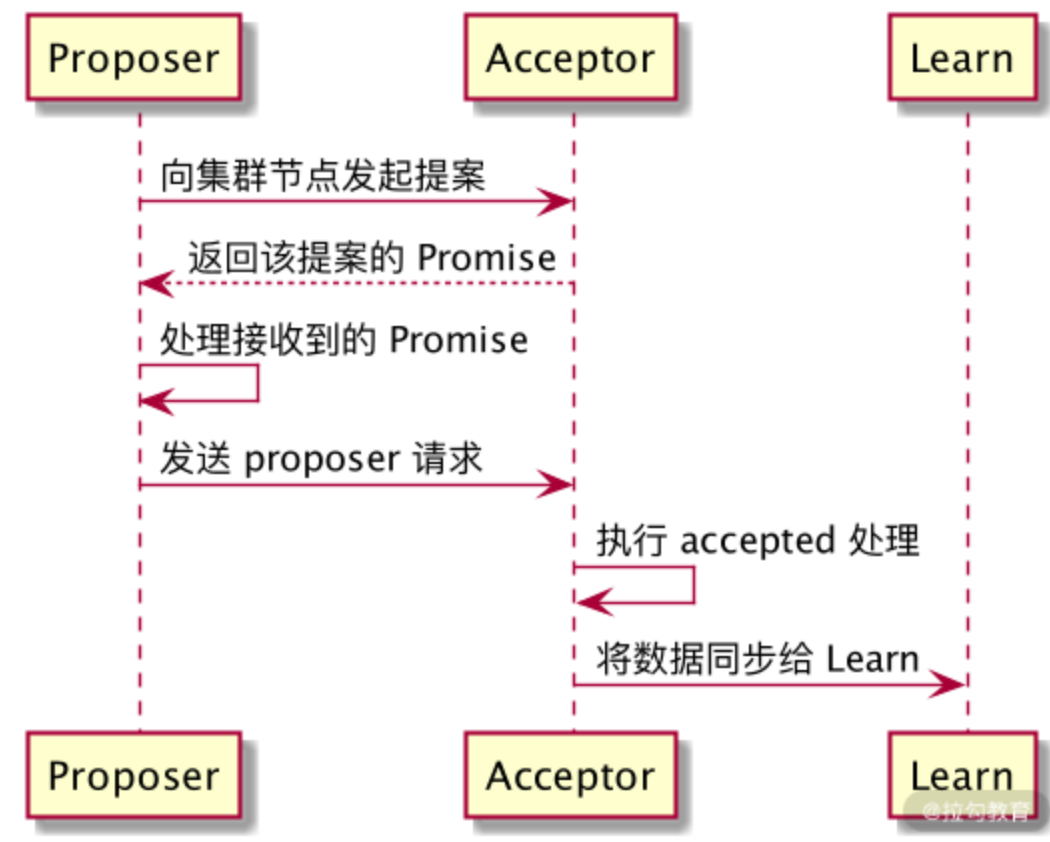 Proposer
Acceptor
Learn
向集群节点发起提案
返回该提案的 Promise
处理接收到的 Promise
发送 proposer 请求
执行 accepted 处理
将数据同步给 Learn
Proposer
Acceptor
Learn
@拉勾教育